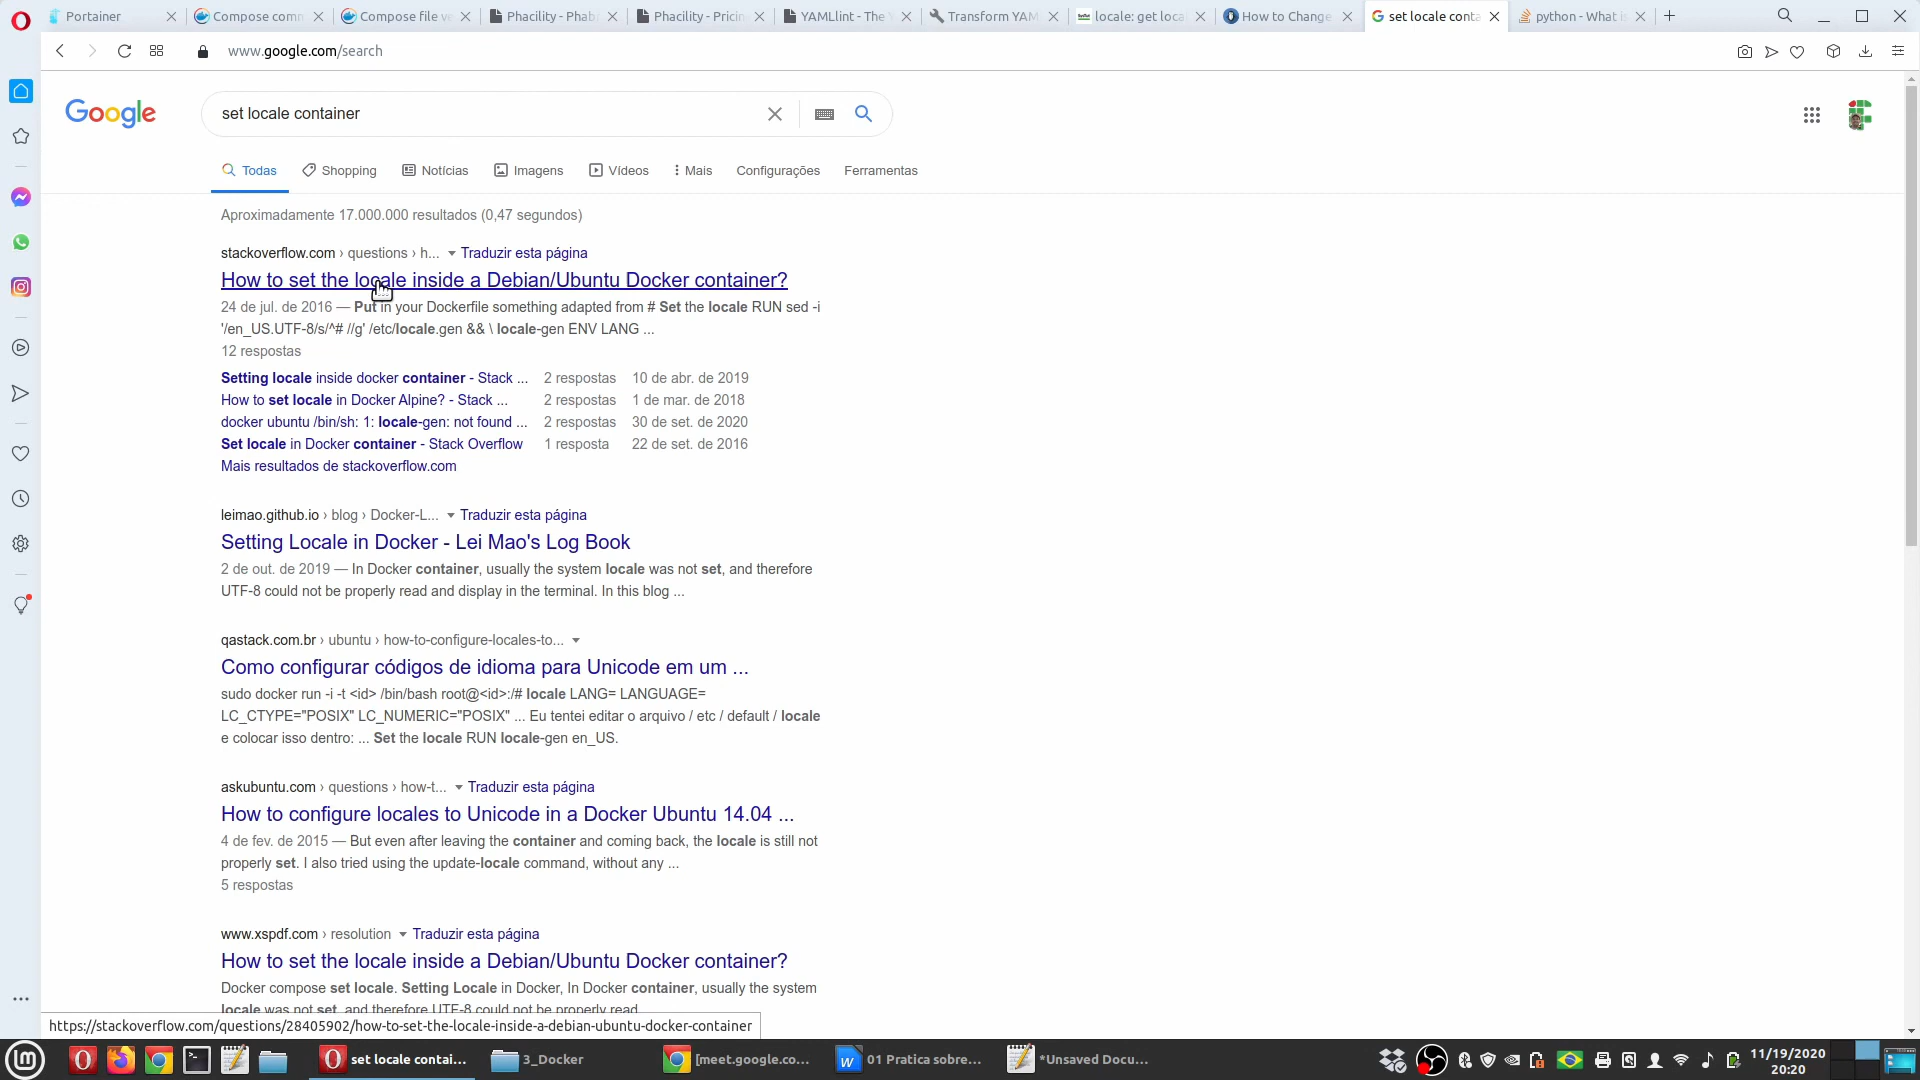 Portainer
Compose comm
Compose file ve
Phacility - Phab
Phacility - Pricin
YAMLlint - The Y
Transform YAM
locale: get loca
How to Change
set locale conta
python - What i
www.google.com/search
Google
set locale container
Todas
Shopping
Notícias
Imagens
Vídeos
Mais
Configurações
Ferramentas
Aproximadamente 17.000.000 resultados (0,47 segundos)
stackoverflow.com › questions › h... Traduzir esta página
How to set the locale inside a Debian/Ubuntu Docker container?
24 de jul. de 2016 — Put in your Dockerfile something adapted from # Set the locale RUN sed -i
'/en_US.UTF-8/s/^# //g' /etc/locale.gen && \ locale-gen ENV LANG ...
12 respostas
Setting locale inside docker container - Stack ... 2 respostas 10 de abr. de 2019
How to set locale in Docker Alpine? - Stack ... 2 respostas 1 de mar. de 2018
docker ubuntu /bin/sh: 1: locale-gen: not found ... 2 respostas 30 de set. de 2020
Set locale in Docker container - Stack Overflow 1 resposta 22 de set. de 2016
Mais resultados de stackoverflow.com
leimao.github.io › blog › Docker-L... Traduzir esta página
Setting Locale in Docker - Lei Mao's Log Book
2 de out. de 2019 — In Docker container, usually the system locale was not set, and therefore
UTF-8 could not be properly read and display in the terminal. In this blog ...
qastack.com.br › ubuntu › how-to-configure-locales-to...
Como configurar códigos de idioma para Unicode em um ...
sudo docker run -i -t <id> /bin/bash root@<id>:/# locale LANG= LANGUAGE=
LC_CTYPE="POSIX" LC_NUMERIC="POSIX" ... Eu tentei editar o arquivo / etc / default / locale
e colocar isso dentro: ... Set the locale RUN locale-gen en_US.
askubuntu.com › questions › how-t... Traduzir esta página
How to configure locales to Unicode in a Docker Ubuntu 14.04 ...
4 de fev. de 2015 — But even after leaving the container and coming back, the locale is still not
properly set. I also tried using the update-locale command, without any ...
5 respostas
www.xspdf.com › resolution Traduzir esta página
How to set the locale inside a Debian/Ubuntu Docker container?
Docker compose set locale. Setting Locale in Docker, In Docker container, usually the system
locale was not set, and therefore UTF-8 could not be properly read
https://stackoverflow.com/questions/28405902/how-to-set-the-locale-inside-a-debian-ubuntu-docker-container
set locale contai...
3_Docker
[meet.google.co...
01 Pratica sobre...
*Unsaved Docu...
11/19/2020
20:20